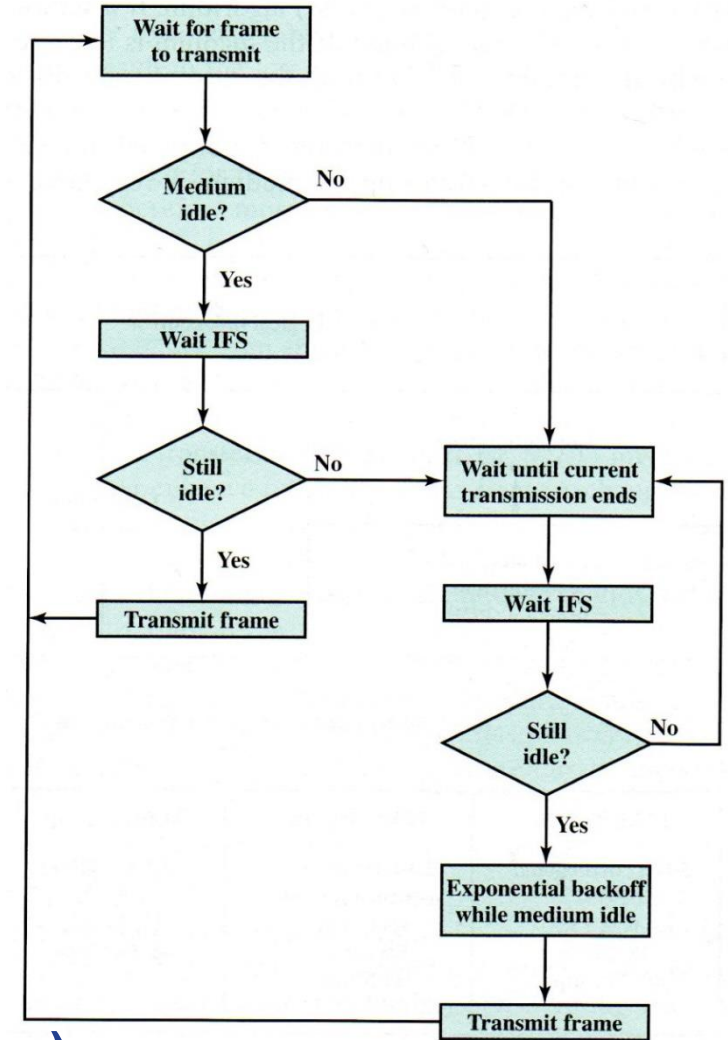 Wait for frame
to transmit
Medium
idle?
No
Yes
Wait IFS
Still
idle?
No
Yes
Transmit frame
Wait until current
transmission ends
Wait IFS
Still
idle?
No
Yes
Exponential backoff
while medium idle
Transmit frame